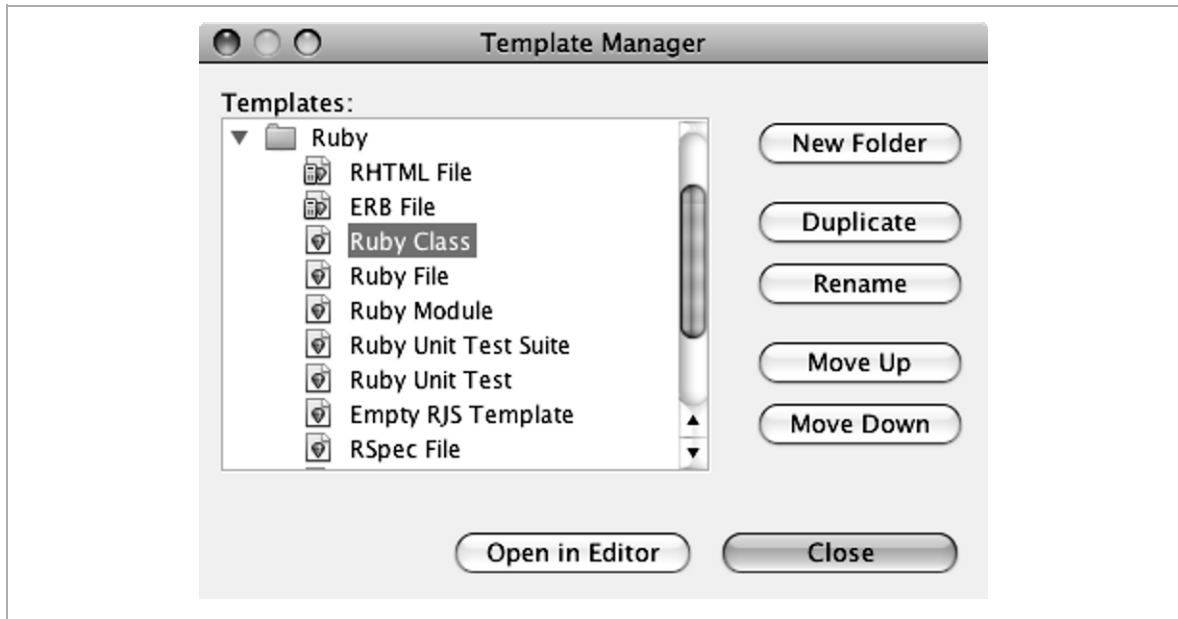 Template Manager
Templates:
Ruby
RHTML File
ERB File
Ruby Class
Ruby File
Ruby Module
Ruby Unit Test Suite
Ruby Unit Test
Empty RJS Template
RSpec File
New Folder
Duplicate
Rename
Move Up
Move Down
Open in Editor
Close